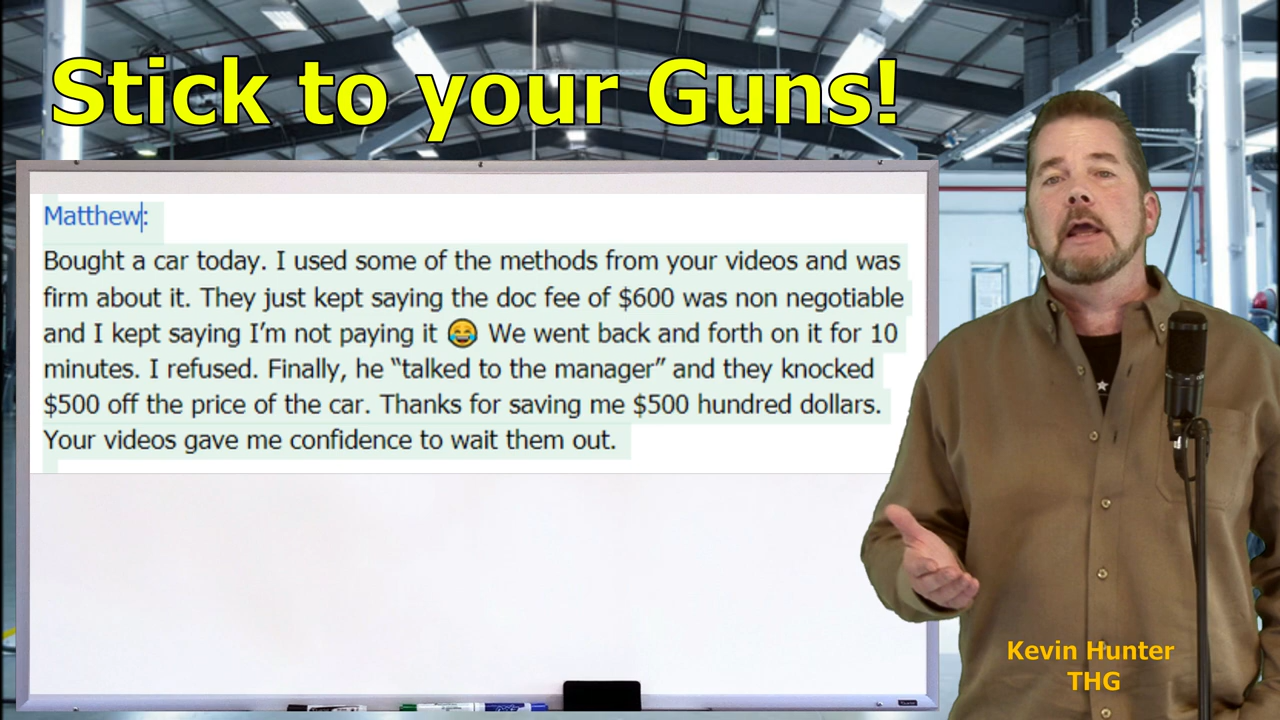 Stick to your Guns!
Matthew:
Bought a car today. I used some of the methods from your videos and was
firm about it. They just kept saying the doc fee of $600 was non negotiable
and I kept saying I’m not paying it 😂 We went back and forth on it for 10
minutes. I refused. Finally, he “talked to the manager” and they knocked
$500 off the price of the car. Thanks for saving me $500 hundred dollars.
Your videos gave me confidence to wait them out.
Kevin Hunter
THG